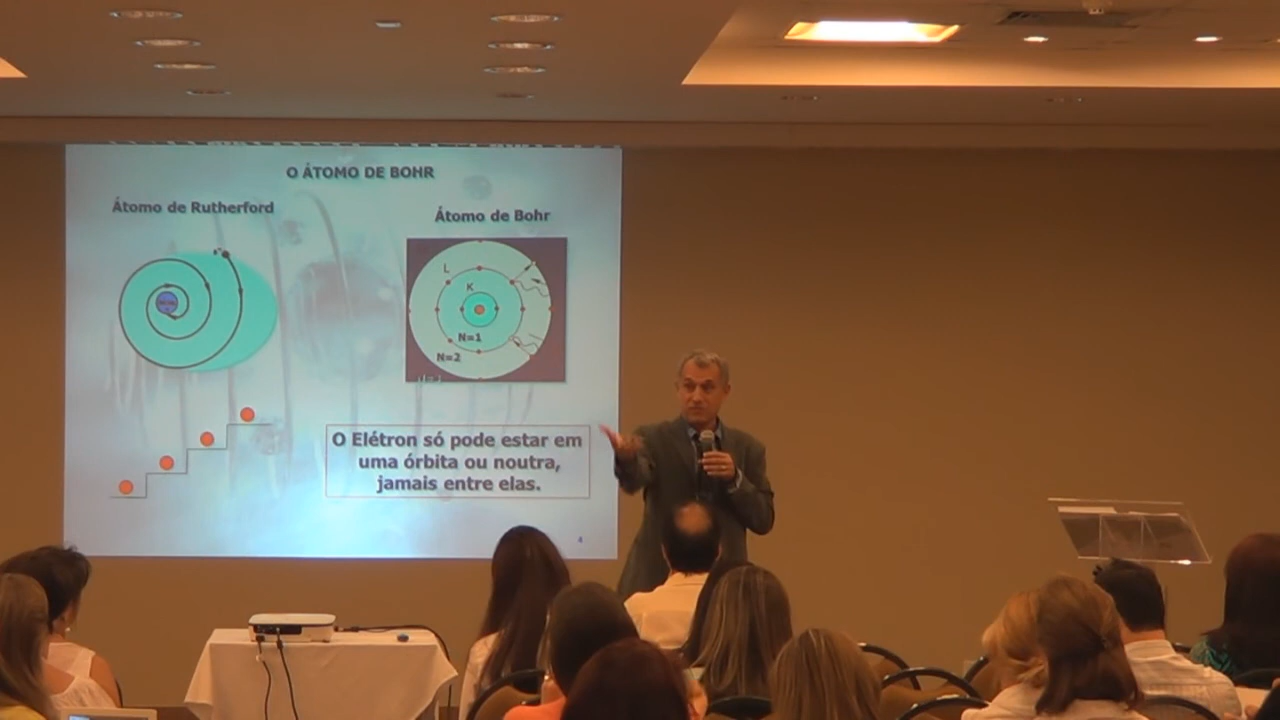 O ÁTOMO DE BOHR
Átomo de Rutherford
Átomo de Bohr
L
K
N=1
N=2
O Elétron só pode estar em
uma órbita ou noutra,
jamais entre elas.
4